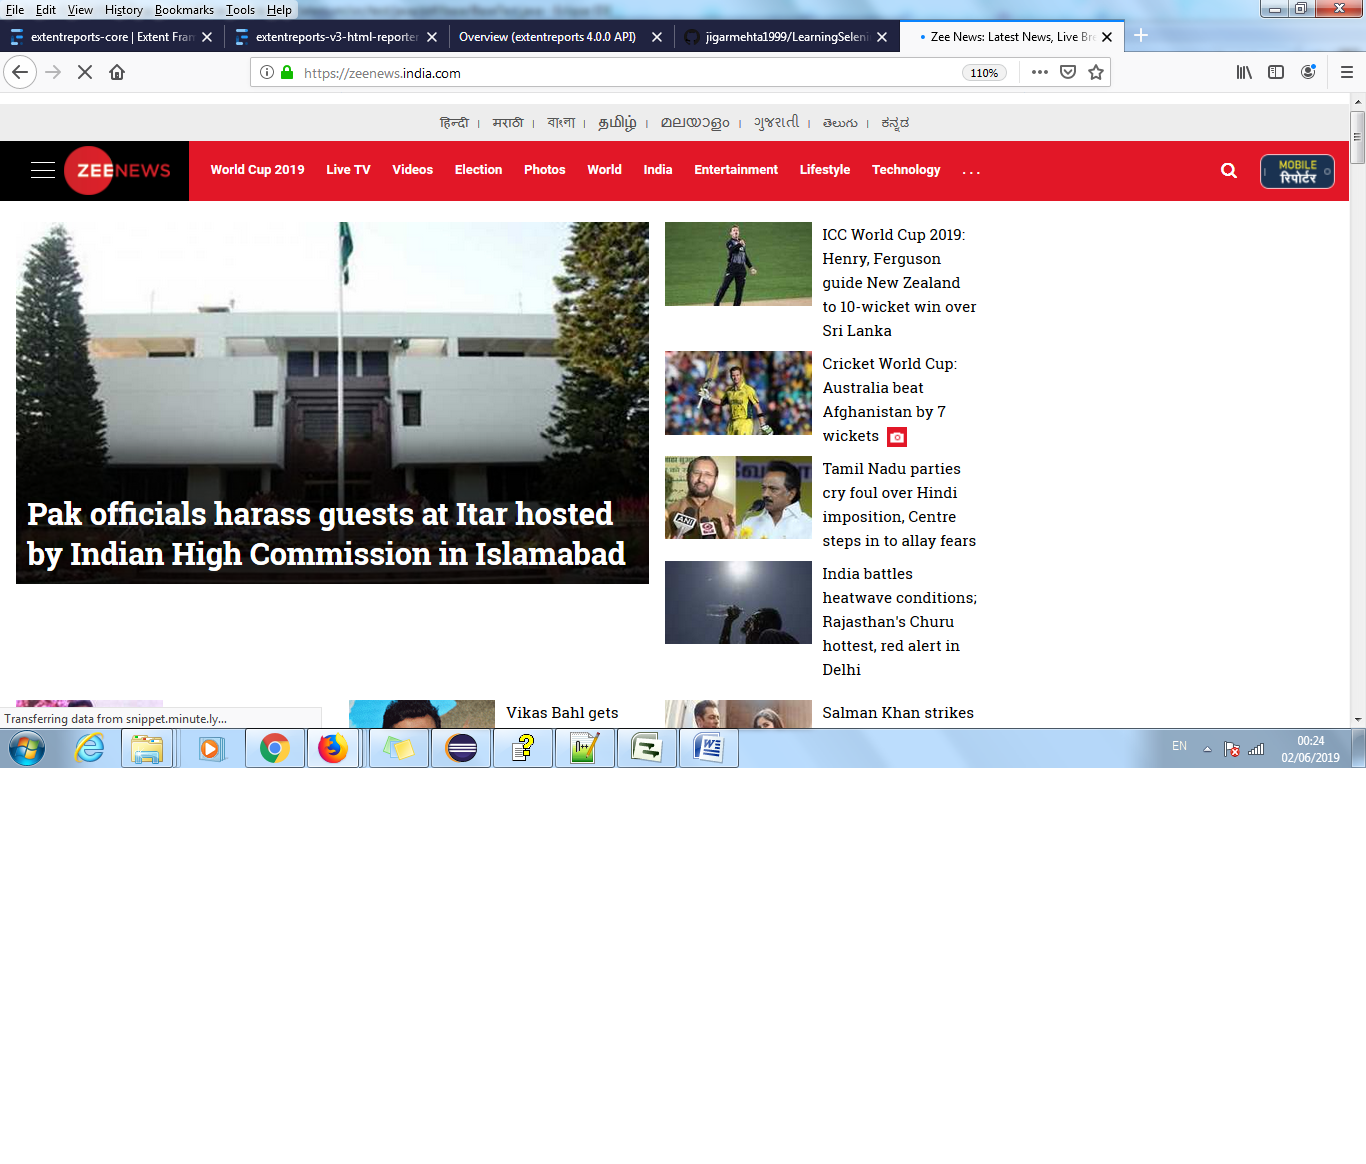 File Edit View History Bookmarks Tools Help
extentreports-core | Extent Fram
extentreports-v3-html-reporter
Overview (extentreports 4.0.0 API)
jigarmehta1999/LearningSeleni
Zee News: Latest News, Live Bre
https://zeenews.india.com
110%
हिन्दी | मराठी | বাংলা | தமிழ் | മലയാളം | ગુજરાતી | తెలుగు | ಕನ್ನಡ
ZEENEWS
World Cup 2019 Live TV Videos Election Photos World India Entertainment Lifestyle Technology ...
MOBILE
रिपोर्टर
Pak officials harass guests at Itar hosted
by Indian High Commission in Islamabad
ICC World Cup 2019:
Henry, Ferguson
guide New Zealand
to 10-wicket win over
Sri Lanka
Cricket World Cup:
Australia beat
Afghanistan by 7
wickets
ANI
Tamil Nadu parties
cry foul over Hindi
imposition, Centre
steps in to allay fears
India battles
heatwave conditions;
Rajasthan's Churu
hottest, red alert in
Delhi
Vikas Bahl gets
Salman Khan strikes
Transferring data from snippet.minute.ly...
EN
00:24
02/06/2019